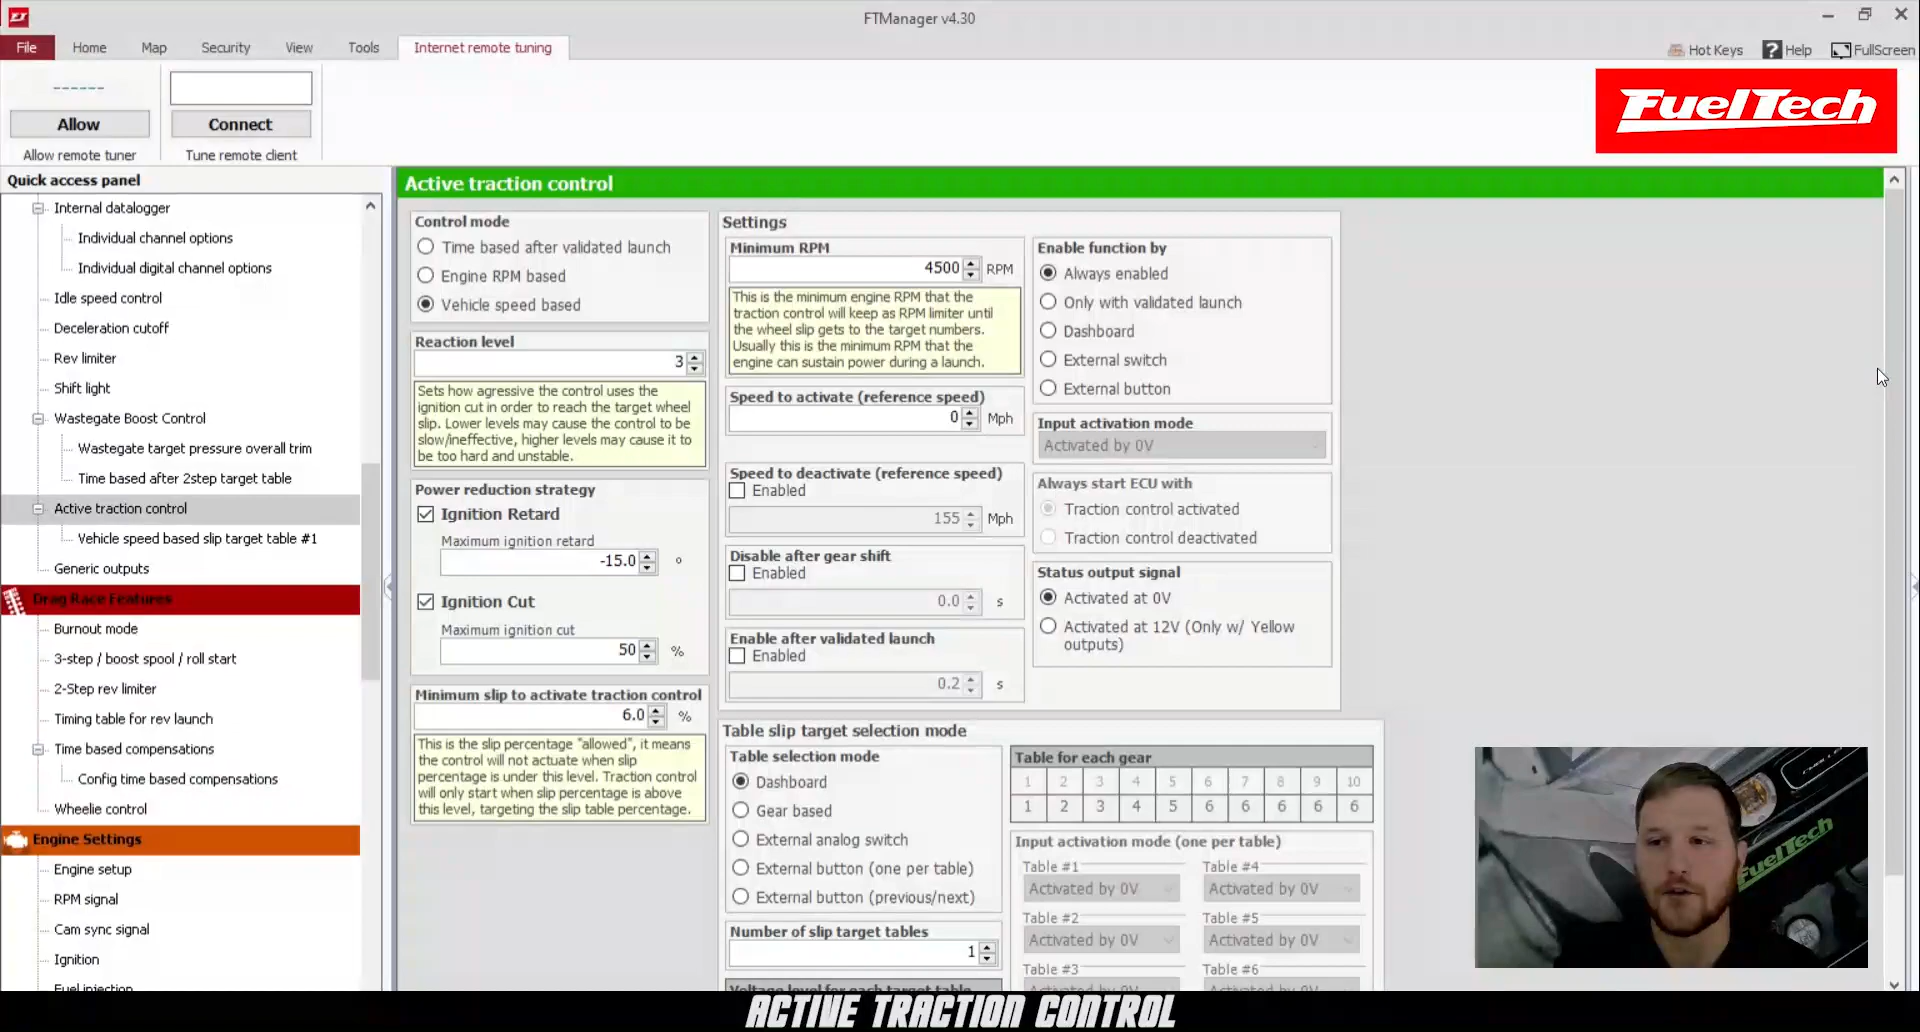 FTManager v4.30
File Home Map Security View Tools Internet remote tuning
Hot Keys ? Help FullScreen
------
Allow Connect
Allow remote tuner Tune remote client
FUELTECH
Quick access panel
Internal datalogger
Individual channel options
Individual digital channel options
Idle speed control
Deceleration cutoff
Rev limiter
Shift light
Wastegate Boost Control
Wastegate target pressure overall trim
Time based after 2step target table
Active traction control
Vehicle speed based slip target table #1
Generic outputs
Drag Race Features
Burnout mode
3-step / boost spool / roll start
2-Step rev limiter
Timing table for rev launch
Time based compensations
Config time based compensations
Wheelie control
Engine Settings
Engine setup
RPM signal
Cam sync signal
Ignition
Fuel injection
Active traction control
Control mode
Time based after validated launch
Engine RPM based
Vehicle speed based
Reaction level
3
Sets how agressive the control uses the
ignition cut in order to reach the target wheel
slip. Lower levels may cause the control to be
slow/ineffective, higher levels may cause it to
be too hard and unstable.
Power reduction strategy
Ignition Retard
Maximum ignition retard
-15.0 °
Ignition Cut
Maximum ignition cut
50 %
Minimum slip to activate traction control
6.0 %
This is the slip percentage "allowed", it means
the control will not actuate when slip
percentage is under this level. Traction control
will only start when slip percentage is above
this level, targeting the slip table percentage.
Settings
Minimum RPM
4500 RPM
This is the minimum engine RPM that the
traction control will keep as RPM limiter until
the wheel slip gets to the target numbers.
Usually this is the minimum RPM that the
engine can sustain power during a launch.
Speed to activate (reference speed)
0 Mph
Speed to deactivate (reference speed)
Enabled
155 Mph
Disable after gear shift
Enabled
0.0 s
Enable after validated launch
Enabled
0.2 s
Enable function by
Always enabled
Only with validated launch
Dashboard
External switch
External button
Input activation mode
Activated by 0V
Always start ECU with
Traction control activated
Traction control deactivated
Status output signal
Activated at 0V
Activated at 12V (Only w/ Yellow
outputs)
Table slip target selection mode
Table selection mode
Dashboard
Gear based
External analog switch
External button (one per table)
External button (previous/next)
Number of slip target tables
1
Voltage level for each target table
Table for each gear
1 2 3 4 5 6 7 8 9 10
1 2 3 4 5 6 6 6 6 6
Input activation mode (one per table)
Table #1 Table #4
Activated by 0V Activated by 0V
Table #2 Table #5
Activated by 0V Activated by 0V
Table #3 Table #6
Activated by 0V Activated by 0V
FuelTech
ACTIVE TRACTION CONTROL